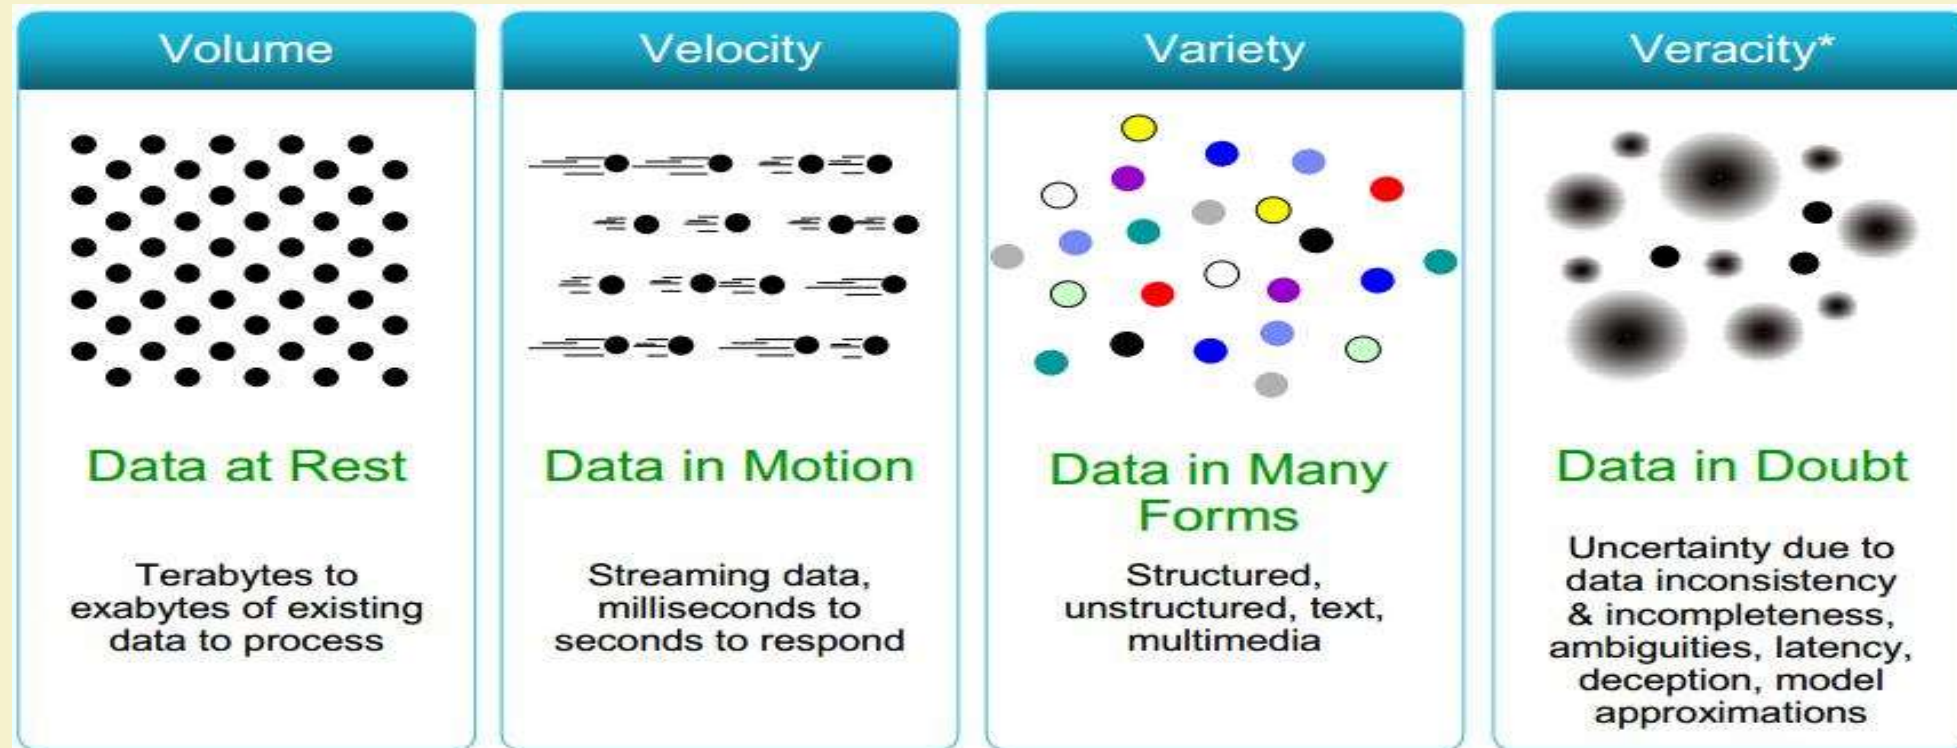 Volume
Data at Rest
Terabytes to
exabytes of existing
data to process
Velocity
Data in Motion
Streaming data,
milliseconds to
seconds to respond
Variety
Data in Many
Forms
Structured,
unstructured, text,
multimedia
Veracity*
Data in Doubt
Uncertainty due to
data inconsistency
& incompleteness,
ambiguities, latency,
deception, model
approximations